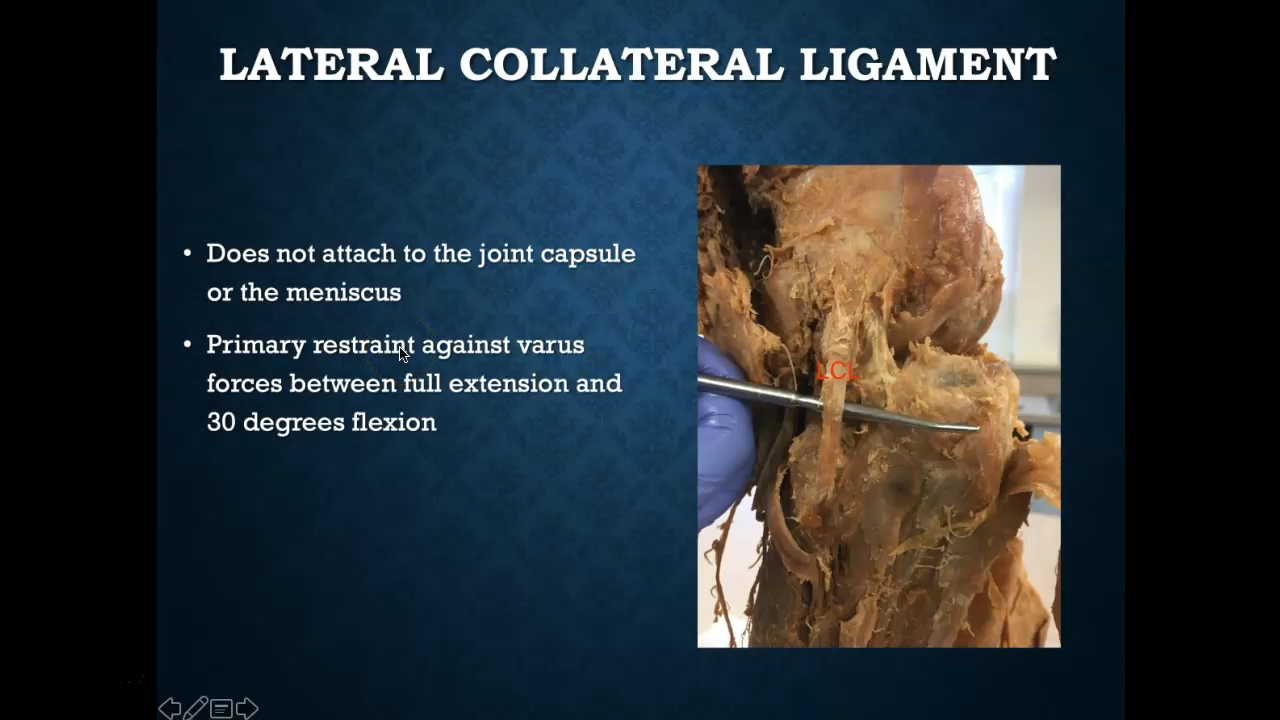 LATERAL COLLATERAL LIGAMENT
• Does not attach to the joint capsule
or the meniscus
• Primary restraint against varus
forces between full extension and
30 degrees flexion
LCL